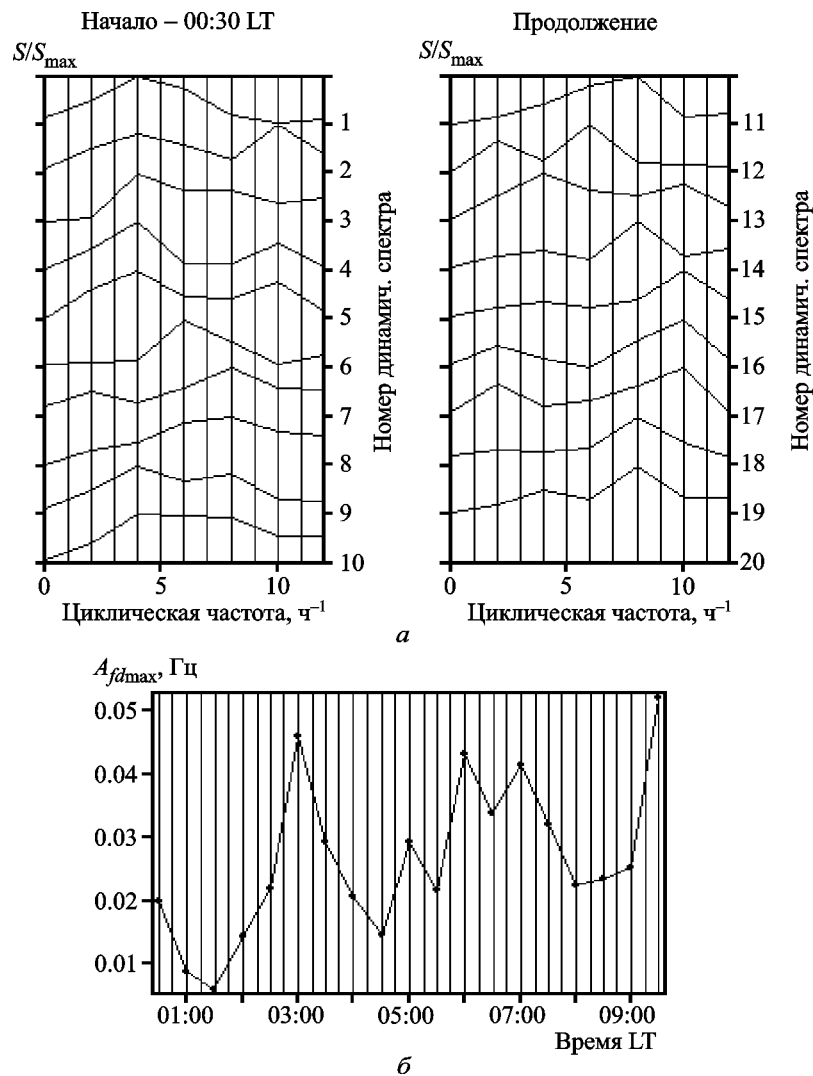 Начало – 00:30 LT
Продолжение
S/Smax
S/Smax
1
2
3
4
5
6
7
8
9
10
Номер динамич. спектра
11
12
13
14
15
16
17
18
19
20
Номер динамич. спектра
0 5 10
0 5 10
Циклическая частота, ч–1
Циклическая частота, ч–1
а
Afdmax, Гц
0.05
0.04
0.03
0.02
0.01
01:00 03:00 05:00 07:00 09:00
Время LT
б